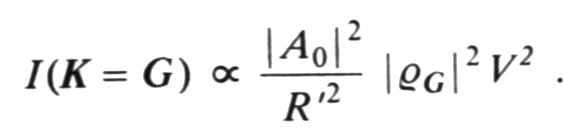 I(K = G) ∝ |A₀|² / R′² |ϱ_G|² V² .